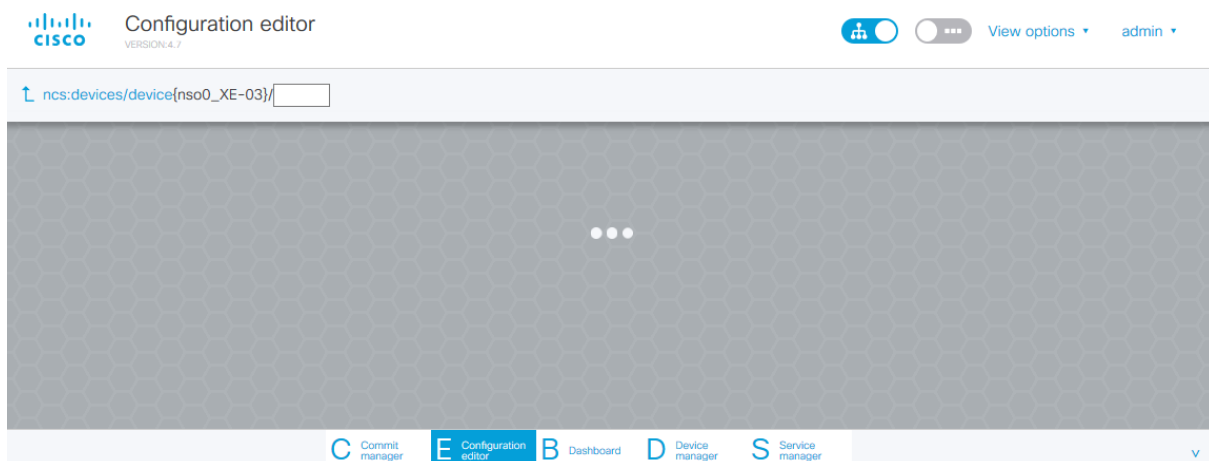 CISCO
Configuration editor
VERSION:4.7
View options
admin
ncs:devices/device{nso0_XE-03}/
C Commit manager
E Configuration editor
B Dashboard
D Device manager
S Service manager